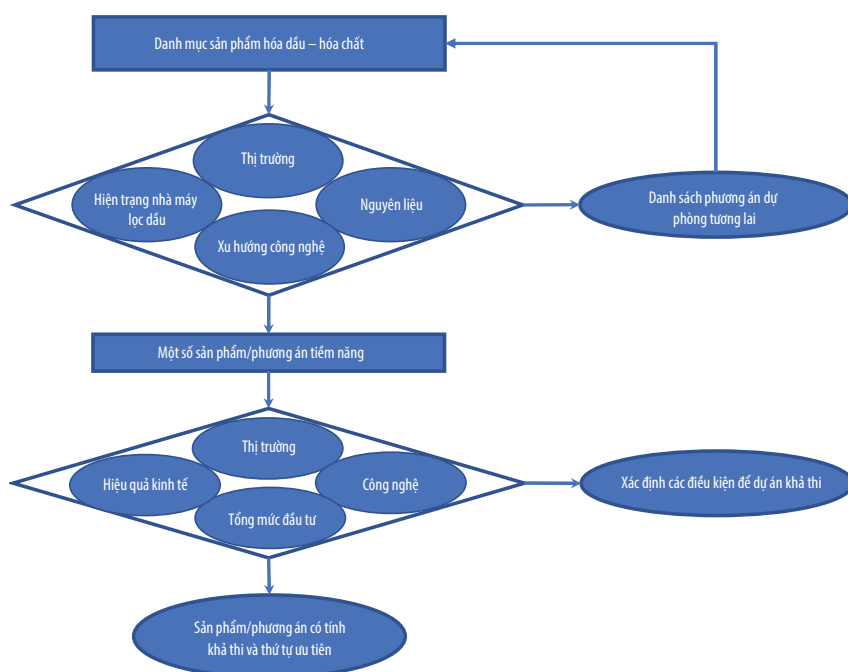 Danh mục sản phẩm hóa dầu – hóa chất
Thị trường
Hiện trạng nhà máy
lọc dầu
Nguyên liệu
Xu hướng công nghệ
Danh sách phương án dự
phòng tương lai
Một số sản phẩm/phương án tiềm năng
Thị trường
Hiệu quả kinh tế
Công nghệ
Tổng mức đầu tư
Xác định các điều kiện để dự án khả thi
Sản phẩm/phương án có tính
khả thi và thứ tự ưu tiên